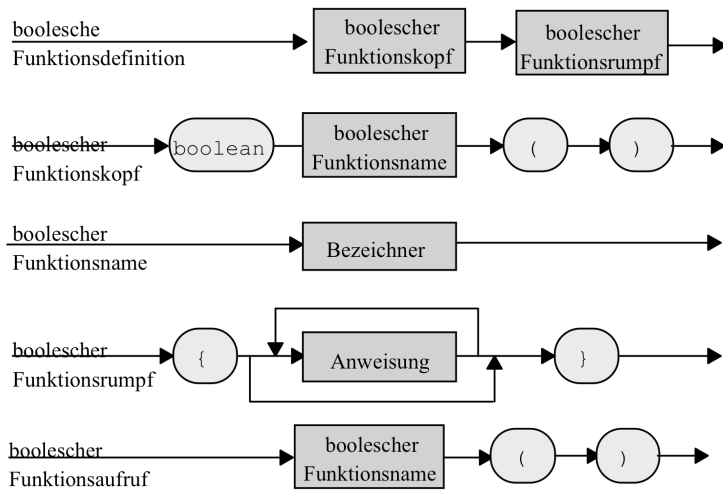 boolesche
Funktionsdefinition
boolescher
Funktionskopf
boolescher
Funktionsrumpf
boolescher
Funktionskopf
boolean
boolescher
Funktionsname
(
)
boolescher
Funktionsname
Bezeichner
boolescher
Funktionsrumpf
{
Anweisung
}
boolescher
Funktionsaufruf
boolescher
Funktionsname
(
)